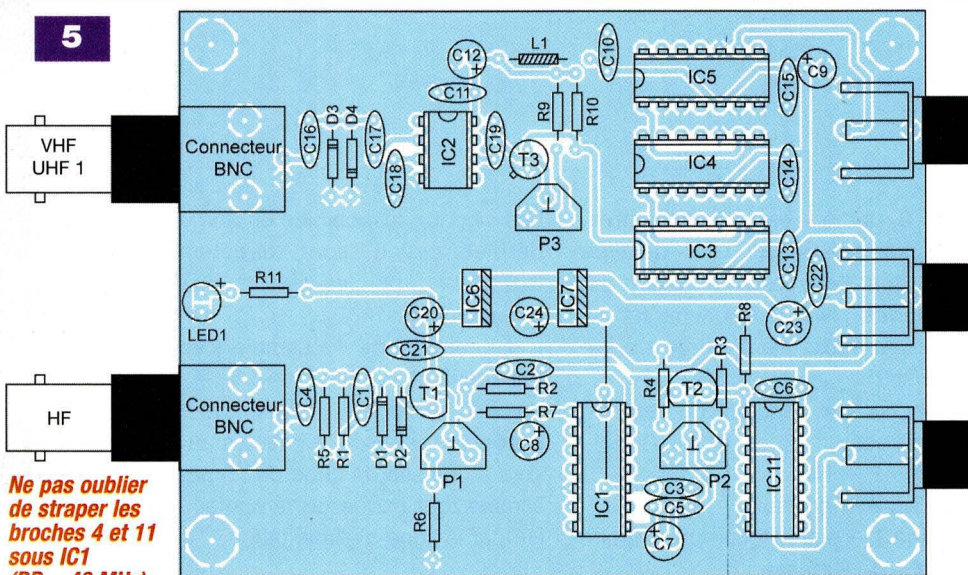 5
VHF
UHF 1
Connecteur
BNC
C16
D3
D4
C17
C18
IC2
C11
C12
C19
L1
R9
R10
T3
P3
C10
IC5
C15
C9
IC4
C14
IC3
C13
C22
C23
R11
LED1
IC6
IC7
C20
C24
C21
HF
Connecteur
BNC
C4
R5
R1
C1
D1
D2
T1
P1
R6
C2
R2
R7
C8
IC1
R4
T2
R3
R8
C6
P2
C3
C5
C7
IC11
Ne pas oublier
de straper les
broches 4 et 11
sous IC1